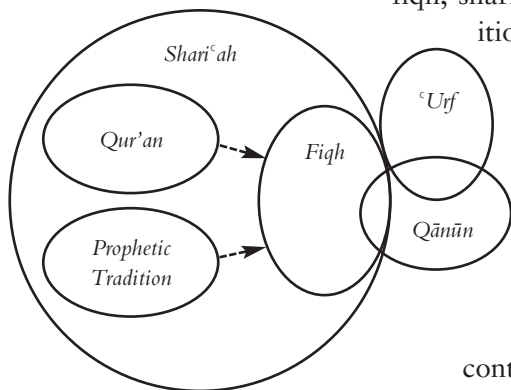 fiqh, shari
itio
Shariᶜah
ᶜUrf
Qur’an
Fiqh
Qānūn
Prophetic
Tradition
cont